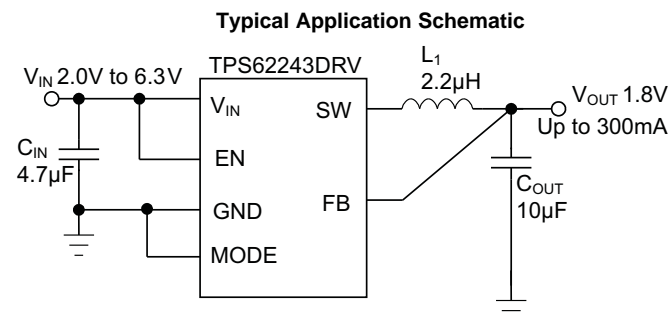 Typical Application Schematic
TPS62243DRV
L1
2.2µH
VIN 2.0V to 6.3V
VIN
SW
VOUT 1.8V
Up to 300mA
CIN
4.7µF
EN
COUT
10µF
GND
FB
MODE